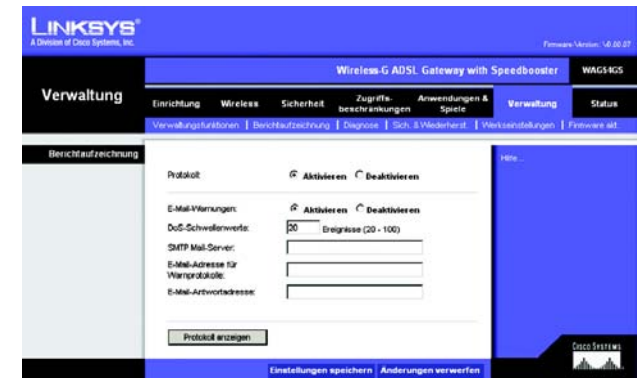 LINKSYS®
A Division of Cisco Systems, Inc.
Firmware-Version: V0.00.07
Wireless-G ADSL Gateway with Speedbooster WAG54GS
Verwaltung
Einrichtung Wireless Sicherheit Zugriffs-beschränkungen Anwendungen & Spiele Verwaltung Status
Verwaltungsfunktionen | Berichtaufzeichnung | Diagnose | Sich. & Wiederherst. | Werkseinstellungen | Firmware akt.
Berichtaufzeichnung
Hilfe...
Protokoll: Aktivieren Deaktivieren
E-Mail-Warnungen: Aktivieren Deaktivieren
DoS-Schwellenwerte: 20 Ereignisse (20 - 100)
SMTP Mail-Server:
E-Mail-Adresse für
Warnprotokolle:
E-Mail-Antwortadresse:
Protokoll anzeigen
Einstellungen speichern Änderungen verwerfen
CISCO SYSTEMS